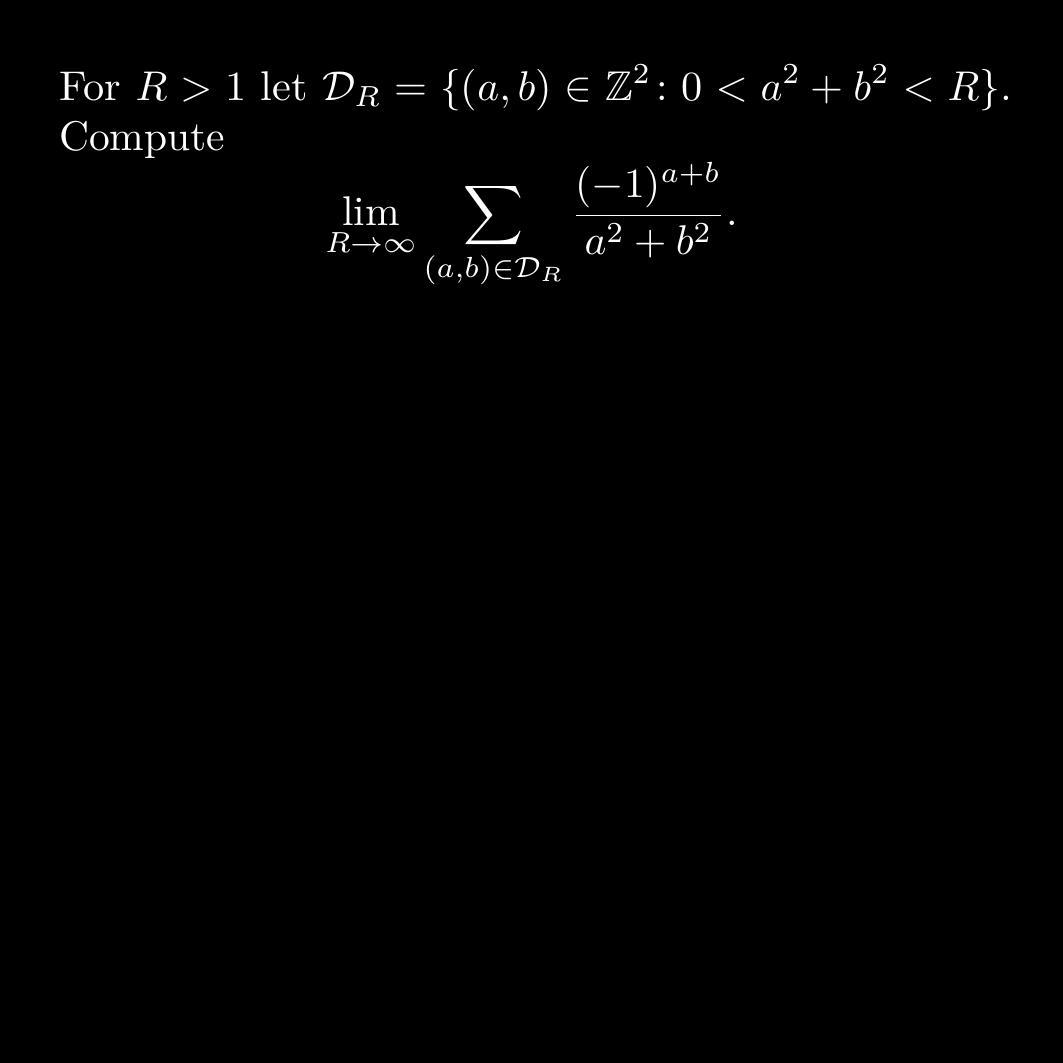 For R > 1 let 𝒟_R = {(a, b) ∈ ℤ² : 0 < a² + b² < R}.
Compute
lim_{R→∞} ∑_{(a,b)∈𝒟_R} (−1)^{a+b} / (a² + b²).